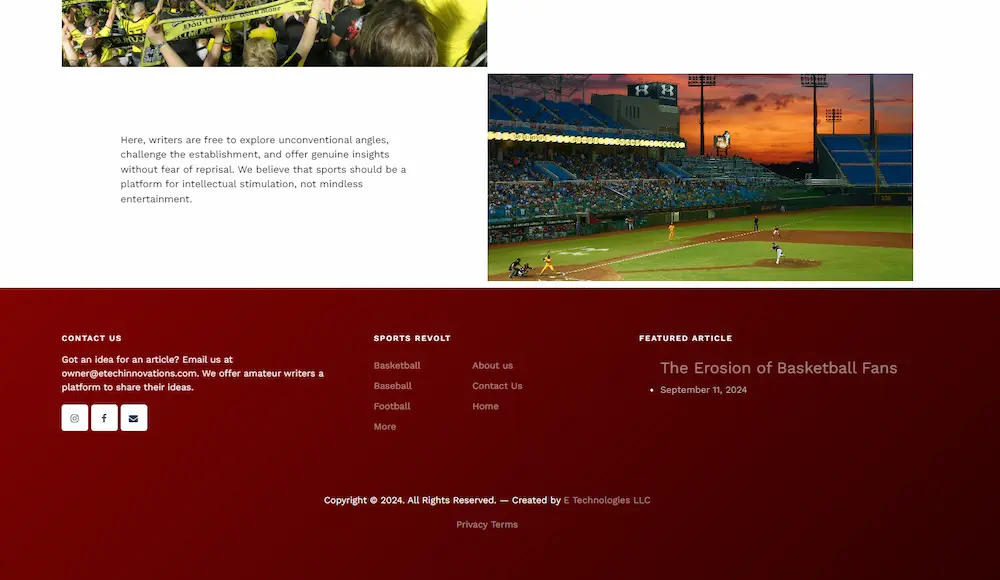 Here, writers are free to explore unconventional angles,
challenge the establishment, and offer genuine insights
without fear of reprisal. We believe that sports should be a
platform for intellectual stimulation, not mindless
entertainment.
CONTACT US
Got an idea for an article? Email us at
owner@etechinnovations.com. We offer amateur writers a
platform to share their ideas.
SPORTS REVOLT
Basketball
Baseball
Football
More
About us
Contact Us
Home
FEATURED ARTICLE
The Erosion of Basketball Fans
September 11, 2024
Copyright © 2024. All Rights Reserved. — Created by E Technologies LLC
Privacy Terms